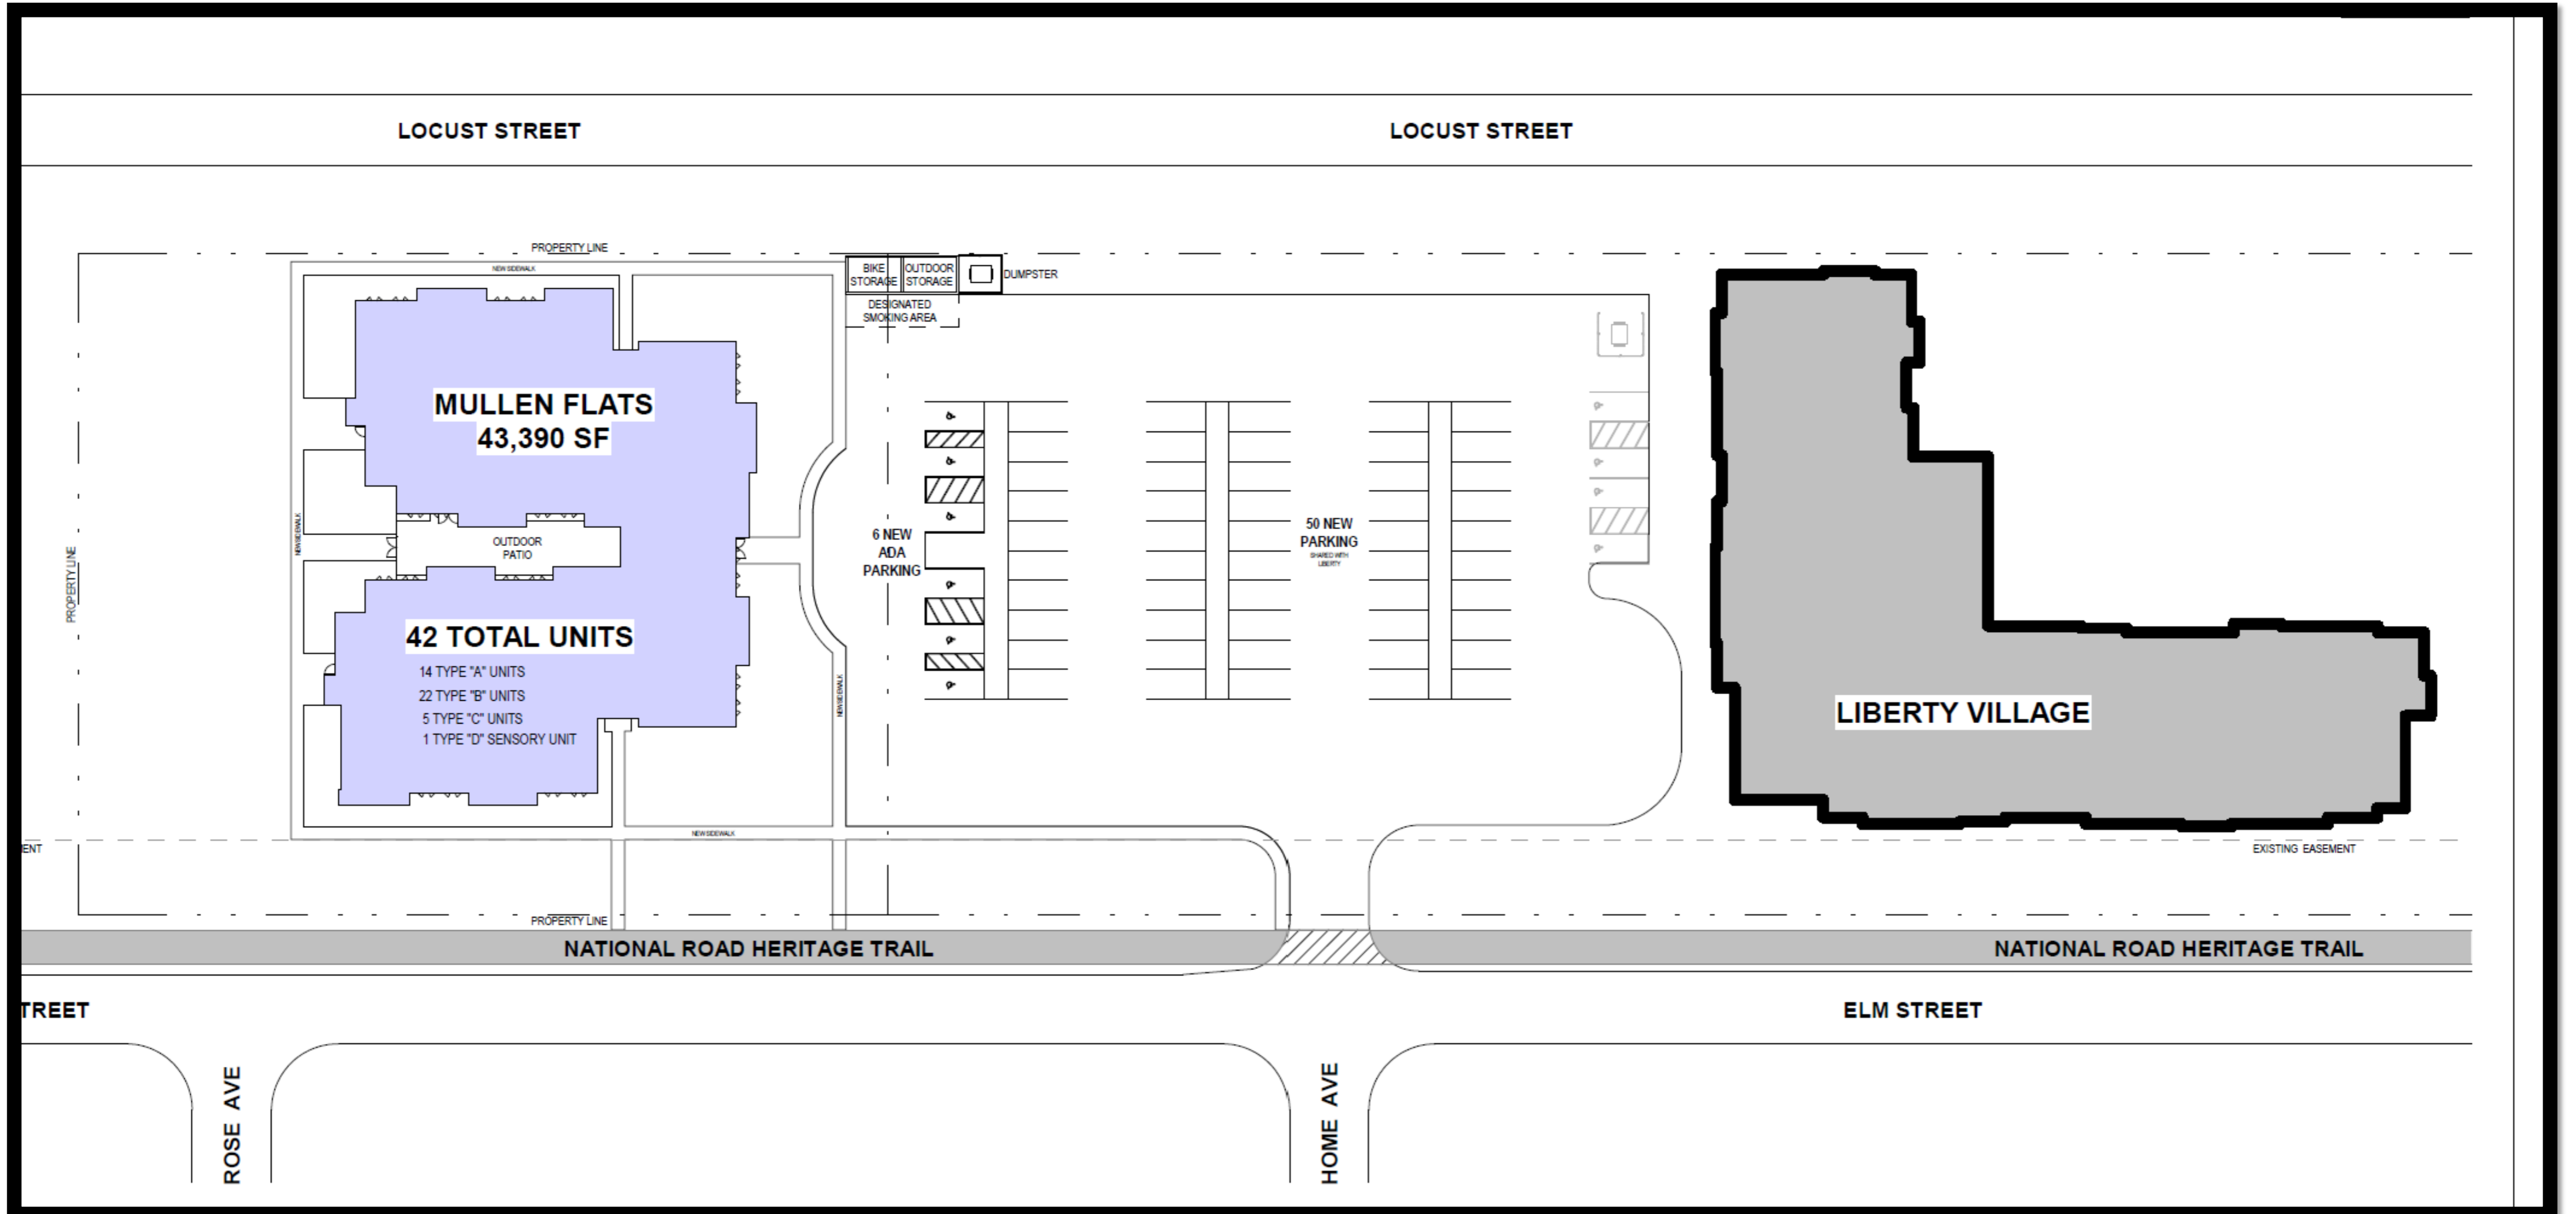 LOCUST STREET
LOCUST STREET
PROPERTY LINE
NEW SIDEWALK
BIKE
STORAGE
OUTDOOR
STORAGE
DUMPSTER
DESIGNATED
SMOKING AREA
MULLEN FLATS
43,390 SF
NEW SIDEWALK
OUTDOOR
PATIO
PROPERTY LINE
6 NEW
ADA
PARKING
50 NEW
PARKING
SHARED WITH
LIBERTY
42 TOTAL UNITS
14 TYPE "A" UNITS
22 TYPE "B" UNITS
5 TYPE "C" UNITS
1 TYPE "D" SENSORY UNIT
NEW SIDEWALK
LIBERTY VILLAGE
NEW SIDEWALK
ENT
EXISTING EASEMENT
PROPERTY LINE
NATIONAL ROAD HERITAGE TRAIL
NATIONAL ROAD HERITAGE TRAIL
TREET
ELM STREET
ROSE AVE
HOME AVE